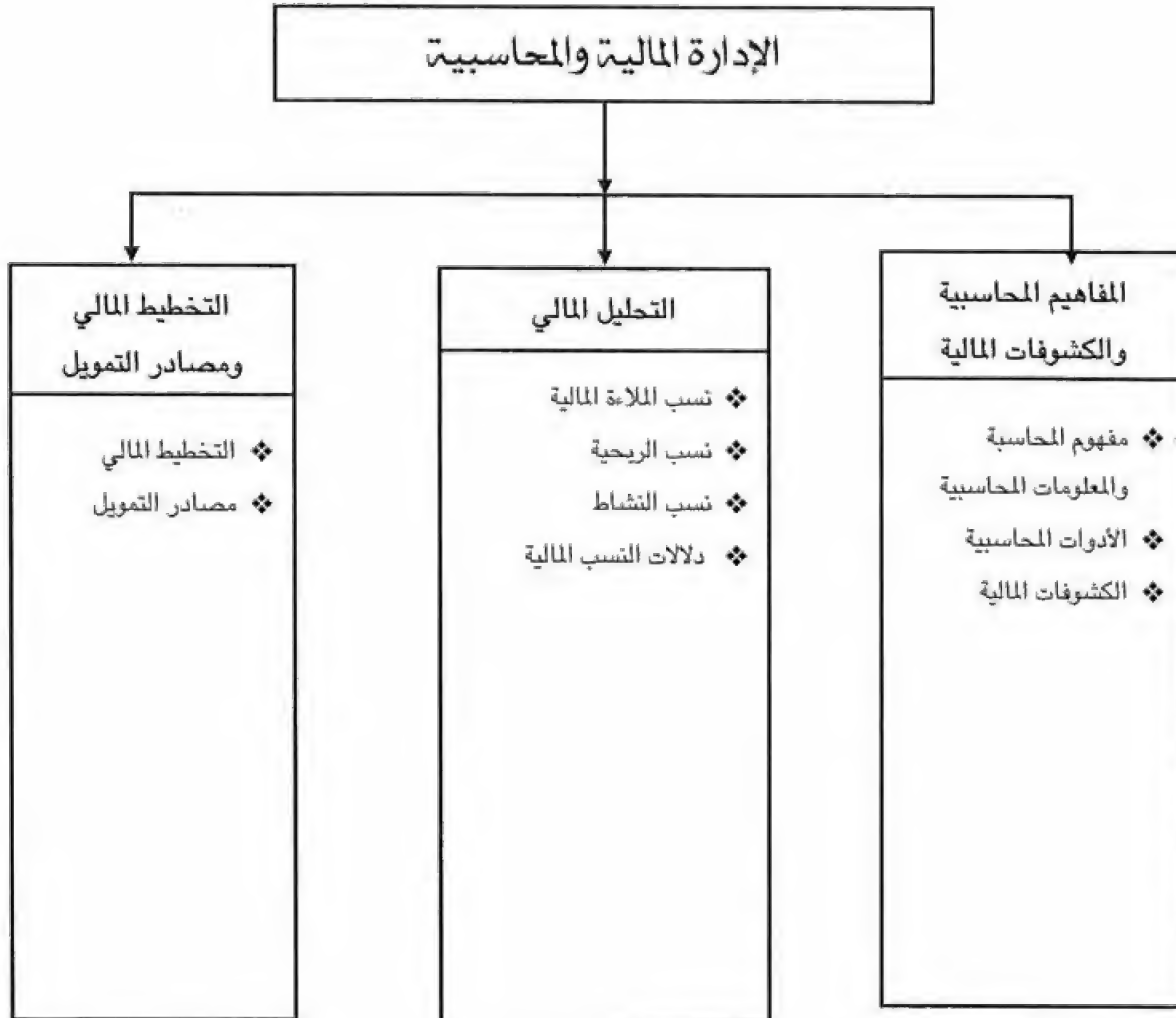 الإدارة المالية والمحاسبية
المفاهيم المحاسبية
والكشوفات المالية
❖ مفهوم المحاسبة
والمعلومات المحاسبية
❖ الأدوات المحاسبية
❖ الكشوفات المالية
التحليل المالي
❖ نسب الملاءة المالية
❖ نسب الربحية
❖ نسب النشاط
❖ دلالات النسب المالية
التخطيط المالي
ومصادر التمويل
❖ التخطيط المالي
❖ مصادر التمويل